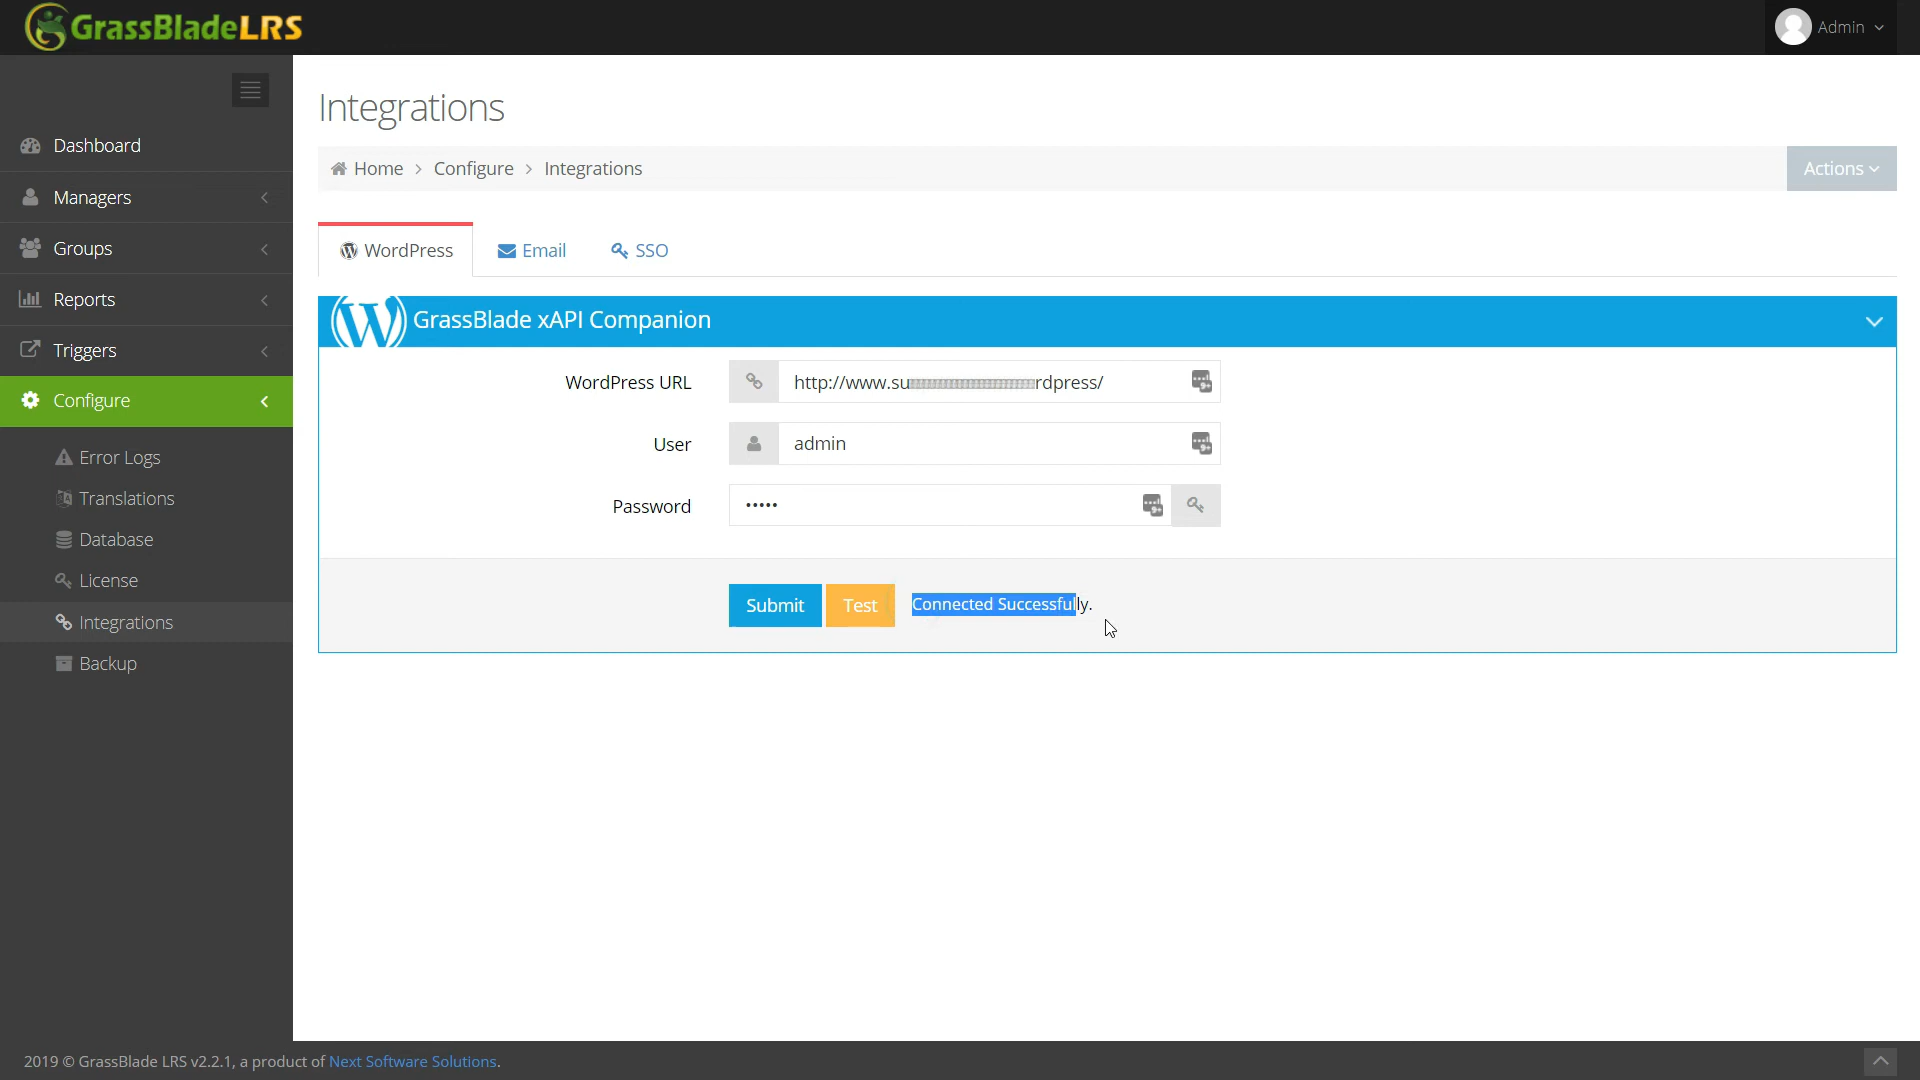 GrassBladeLRS
Admin
Integrations
Home > Configure > Integrations
Actions
Dashboard
Managers
Groups
Reports
Triggers
Configure
Error Logs
Translations
Database
License
Integrations
Backup
WordPress Email SSO
GrassBlade xAPI Companion
WordPress URL http://www.su rdpress/
User admin
Password •••••
Submit Test Connected Successfully.
2019 © GrassBlade LRS v2.2.1, a product of Next Software Solutions.